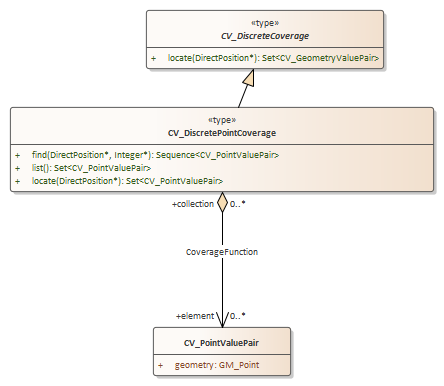 «type»
CV_DiscreteCoverage
+ locate(DirectPosition*): Set<CV_GeometryValuePair>
«type»
CV_DiscretePointCoverage
+ find(DirectPosition*, Integer*): Sequence<CV_PointValuePair>
+ list(): Set<CV_PointValuePair>
+ locate(DirectPosition*): Set<CV_PointValuePair>
+collection 0..*
CoverageFunction
+element 0..*
CV_PointValuePair
+ geometry: GM_Point